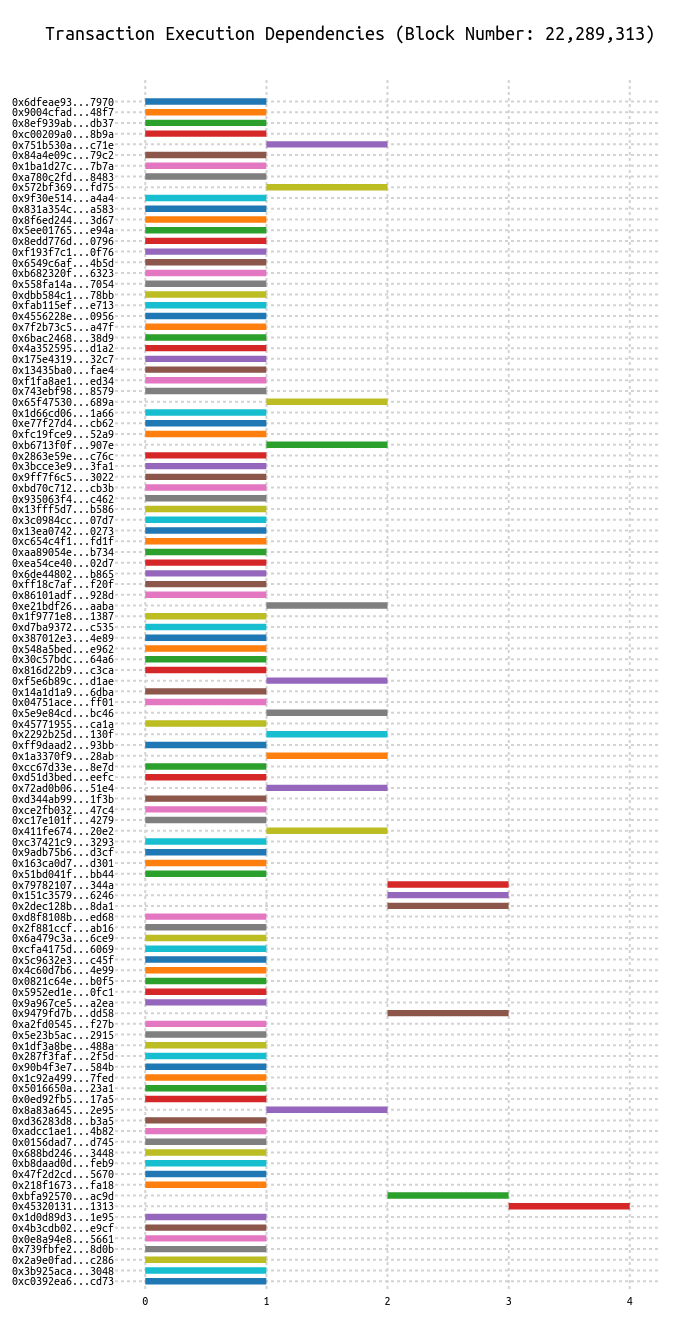 Transaction Execution Dependencies (Block Number: 22,289,313)
0x6dfeae93...7970
0x9004cfad...48f7
0x8ef939ab...db37
0xc00209a0...8b9a
0x751b530a...c71e
0x84a4e09c...79c2
0x1ba1d27c...7b7a
0xa780c2fd...8483
0x572bf369...fd75
0x9f30e514...a4a4
0x831a354c...a583
0x8f6ed244...3d67
0x5ee01765...e94a
0x8edd776d...0796
0xf193f7c1...0f76
0x6549c6af...4b5d
0xb682320f...6323
0x558fa14a...7054
0xdbb584c1...78bb
0xfab115ef...e713
0x4556228e...0956
0x7f2b73c5...a47f
0x6bac2468...38d9
0x4a352595...d1a2
0x175e4319...32c7
0x13435ba0...fae4
0xf1fa8ae1...ed34
0x743ebf98...8579
0x65f47530...689a
0x1d66cd06...1a66
0xe77f27d4...cb62
0xfc19fce9...52a9
0xb6713f0f...907e
0x2863e59e...c76c
0x3bcce3e9...3fa1
0x9ff7f6c5...3022
0xbd70c712...cb3b
0x935063f4...c462
0x13fff5d7...b586
0x3c0984cc...07d7
0x13ea0742...0273
0xc654c4f1...fd1f
0xaa89054e...b734
0xea54ce40...02d7
0x6de44802...b865
0xff18c7af...f20f
0x86101adf...928d
0xe21bdf26...aaba
0x1f9771e8...1387
0xd7ba9372...c535
0x387012e3...4e89
0x548a5bed...e962
0x30c57bdc...64a6
0x816d22b9...c3ca
0xf5e6b89c...d1ae
0x14a1d1a9...6dba
0x04751ace...ff01
0x5e9e84cd...bc46
0x45771955...ca1a
0x2292b25d...130f
0xff9daad2...93bb
0x1a3370f9...28ab
0xcc67d33e...8e7d
0xd51d3bed...eefc
0x72ad0b06...51e4
0xd344ab99...1f3b
0xce2fb032...47c4
0xc17e101f...4279
0x411fe674...20e2
0xc37421c9...3293
0x9adb75b6...d3cf
0x163ca0d7...d301
0x51bd041f...bb44
0x79782107...344a
0x151c3579...6246
0x2dec128b...8da1
0xd8f8108b...ed68
0x2f881ccf...ab16
0x6a479c3a...6ce9
0xcfa4175d...6069
0x5c9632e3...c45f
0x4c60d7b6...4e99
0x0821c64e...b0f5
0x5952ed1e...0fc1
0x9a967ce5...a2ea
0x9479fd7b...dd58
0xa2fd0545...f27b
0x5e23b5ac...2915
0x1df3a8be...488a
0x287f3faf...2f5d
0x90b4f3e7...584b
0x1c92a499...7fed
0x5016650a...23a1
0x0ed92fb5...17a5
0x8a83a645...2e95
0xd36283d8...b3a5
0xadcc1ae1...4b82
0x0156dad7...d745
0x688bd246...3448
0xb8daad0d...feb9
0x47f2d2cd...5670
0x218f1673...fa18
0xbfa92570...ac9d
0x45320131...1313
0x1d0d89d3...1e95
0x4b3cdb02...e9cf
0x0e8a94e8...5661
0x739fbfe2...8d0b
0x2a9e0fad...c286
0x3b925aca...3048
0xc0392ea6...cd73
0 1 2 3 4